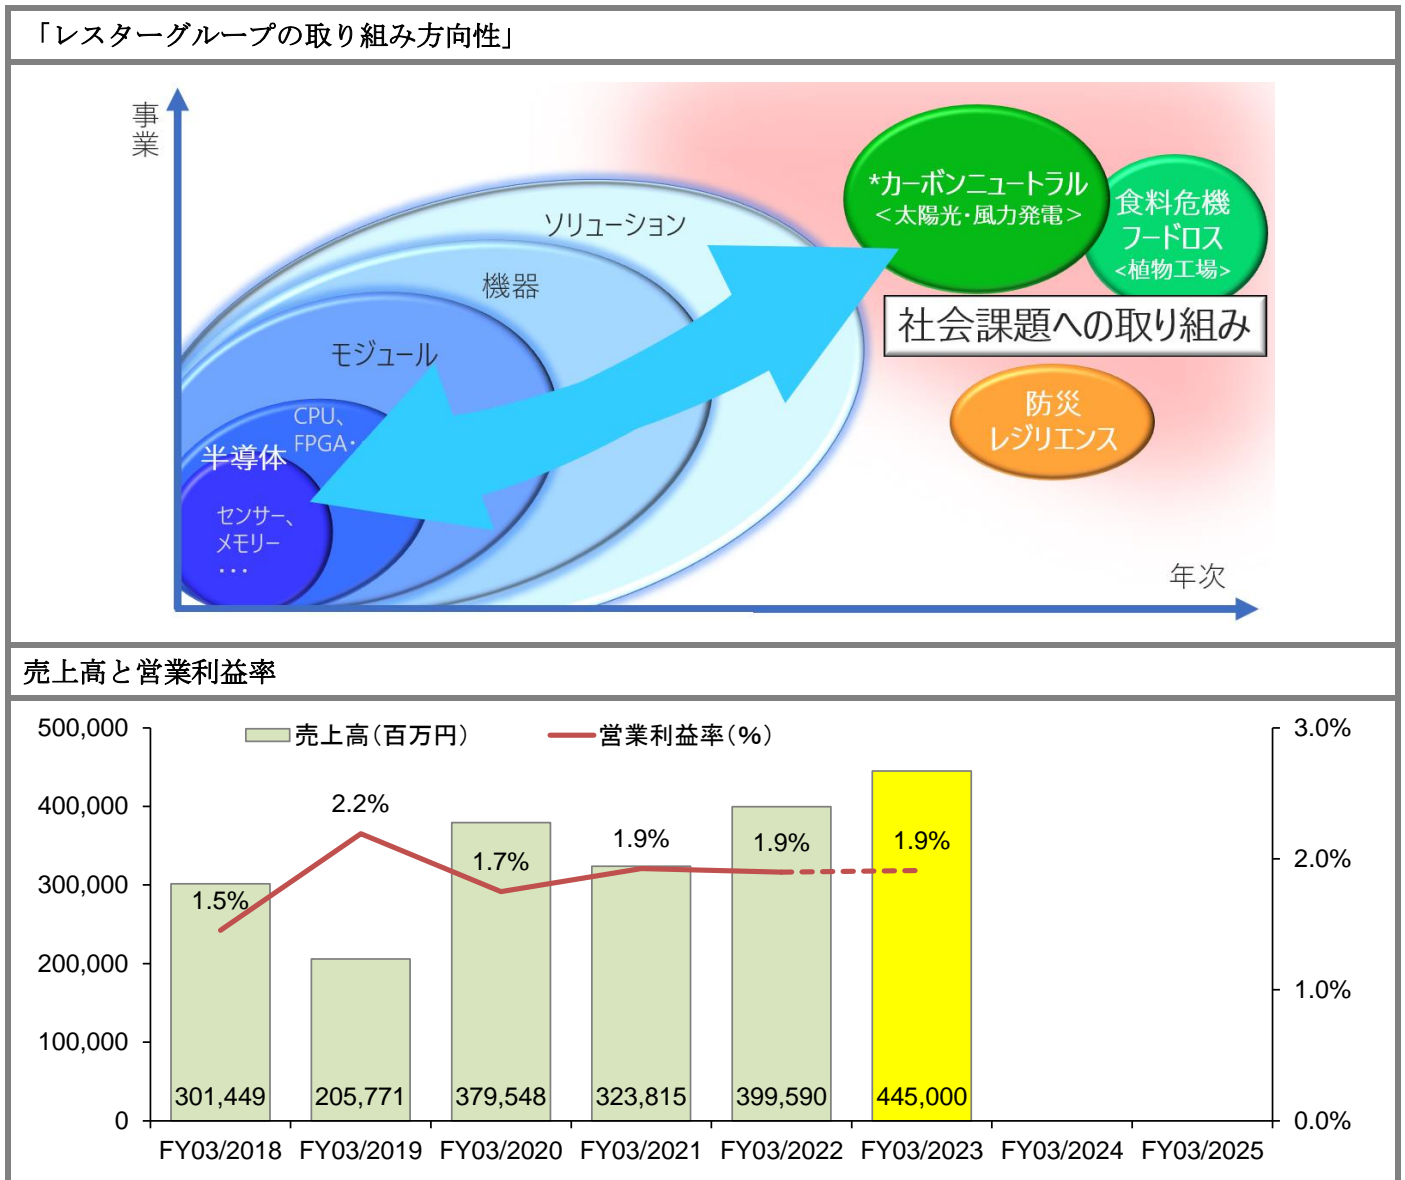 「レスターグループの取り組み方向性」
事業
ソリューション
機器
モジュール
CPU、
FPGA・
半導体
センサー、
メモリー
・・・
*カーボンニュートラル
＜太陽光・風力発電＞
食料危機
フードロス
<植物工場>
社会課題への取り組み
防災
レジリエンス
年次
売上高と営業利益率
売上高（百万円）
営業利益率（%）
500,000
400,000
300,000
200,000
100,000
0
3.0%
2.0%
1.0%
0.0%
1.5%
2.2%
1.7%
1.9%
1.9%
1.9%
301,449
205,771
379,548
323,815
399,590
445,000
FY03/2018
FY03/2019
FY03/2020
FY03/2021
FY03/2022
FY03/2023
FY03/2024
FY03/2025